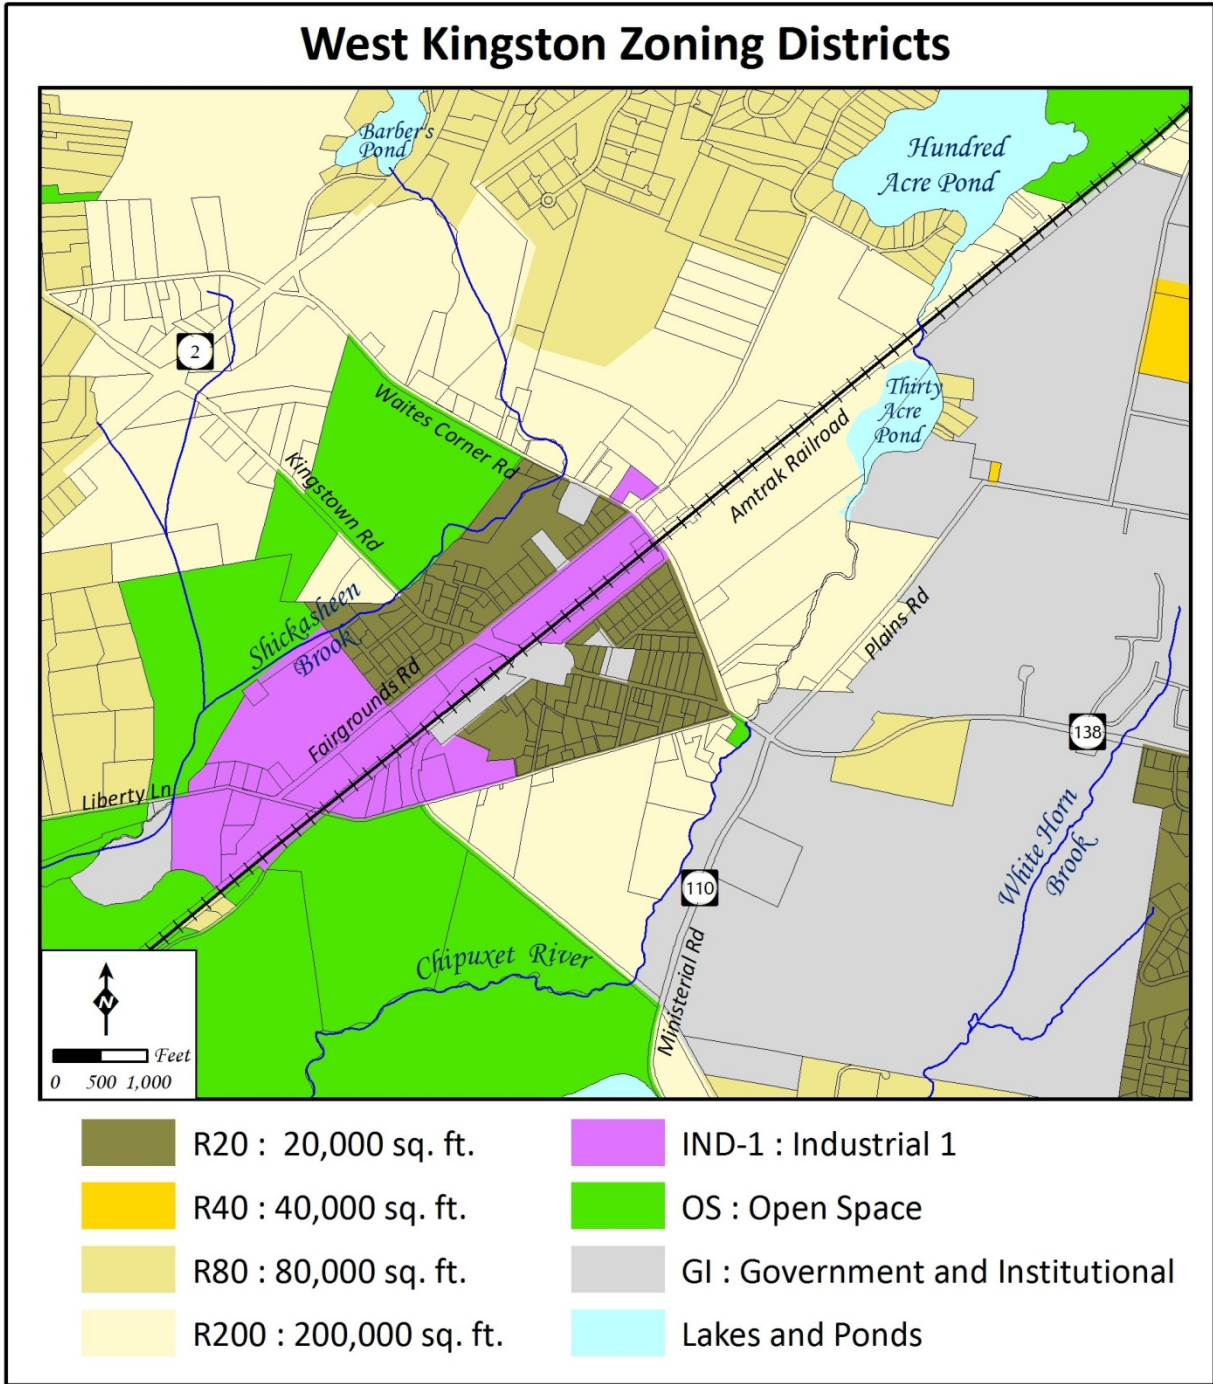 West Kingston Zoning Districts
Barber's
Pond
Hundred
Acre Pond
2
Waites Corner Rd
Kingstown Rd
Thirty
Acre
Pond
Amtrak Railroad
Shickasheen
Brook
Plains Rd
Fairgrounds Rd
138
Liberty Ln
White Horn
Brook
110
Chipuxet River
Ministerial Rd
N
Feet
0 500 1,000
R20 : 20,000 sq. ft.
R40 : 40,000 sq. ft.
R80 : 80,000 sq. ft.
R200 : 200,000 sq. ft.
IND-1 : Industrial 1
OS : Open Space
GI : Government and Institutional
Lakes and Ponds